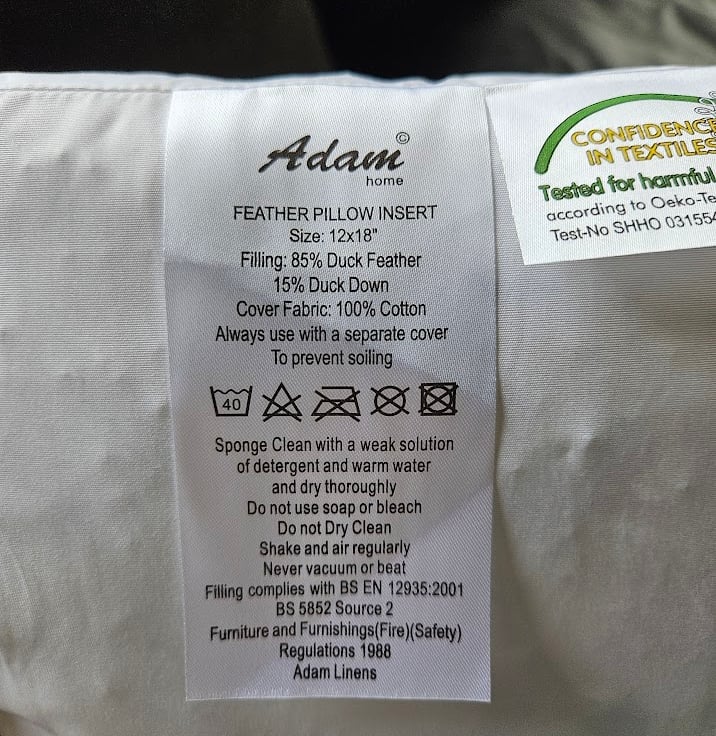 Adam©
home
FEATHER PILLOW INSERT
Size: 12x18"
Filling: 85% Duck Feather
15% Duck Down
Cover Fabric: 100% Cotton
Always use with a separate cover
To prevent soiling
40
Sponge Clean with a weak solution
of detergent and warm water
and dry thoroughly
Do not use soap or bleach
Do not Dry Clean
Shake and air regularly
Never vacuum or beat
Filling complies with BS EN 12935:2001
BS 5852 Source 2
Furniture and Furnishings(Fire)(Safety)
Regulations 1988
Adam Linens
CONFIDENCE
IN TEXTILES
Tested for harmful
according to Oeko-Te
Test-No SHHO 03155